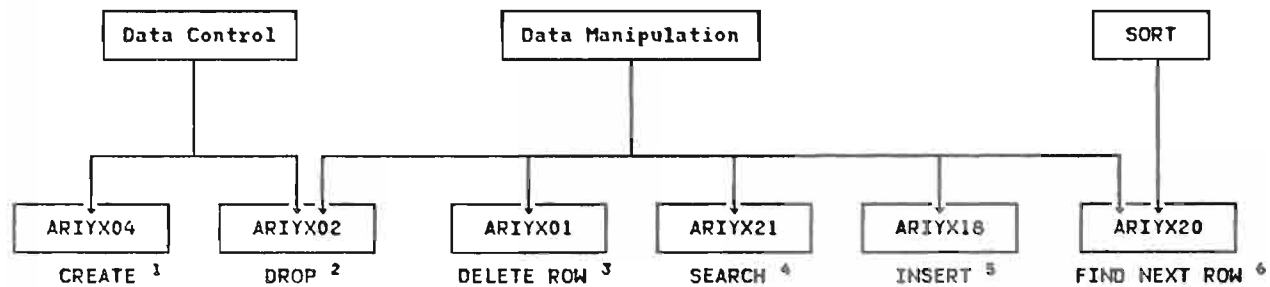 Data Control Data Manipulation SORT
ARIYX04 ARIYX02 ARIYX01 ARIYX21 ARIYX18 ARIYX20
CREATE 1 DROP 2 DELETE ROW 3 SEARCH 4 INSERT 5 FIND NEXT ROW 6